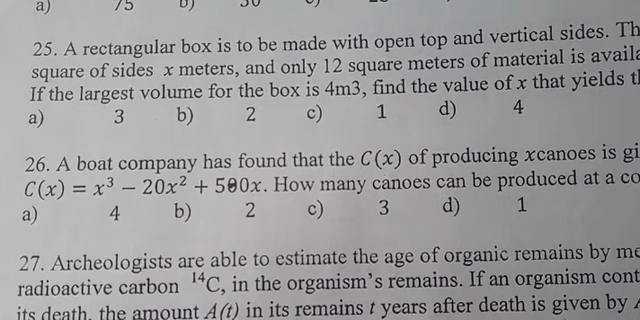 a) 75 b) 50 c)
25. A rectangular box is to be made with open top and vertical sides. Th
square of sides x meters, and only 12 square meters of material is availa
If the largest volume for the box is 4m3, find the value of x that yields t
a) 3 b) 2 c) 1 d) 4
26. A boat company has found that the C(x) of producing xcanoes is gi
C(x) = x³ − 20x² + 500x. How many canoes can be produced at a co
a) 4 b) 2 c) 3 d) 1
27. Archeologists are able to estimate the age of organic remains by me
radioactive carbon ¹⁴C, in the organism's remains. If an organism cont
its death, the amount A(t) in its remains t years after death is given by A